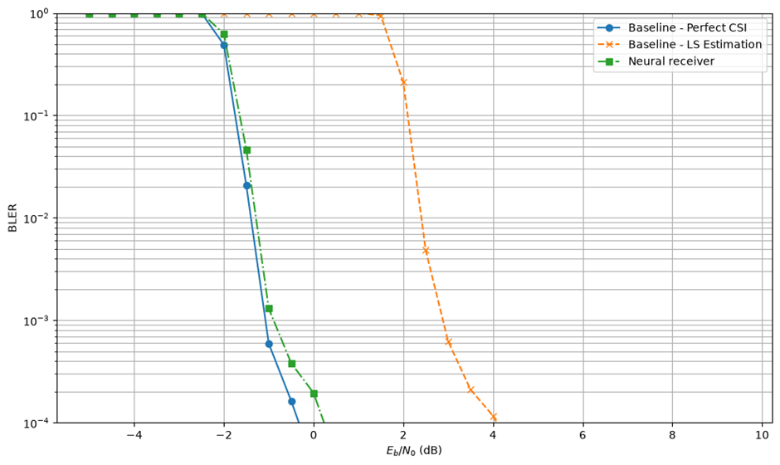 10⁰
10⁻¹
10⁻²
10⁻³
10⁻⁴
BLER
Baseline - Perfect CSI
Baseline - LS Estimation
Neural receiver
−4
−2
0
2
4
6
8
10
E_b/N_0 (dB)